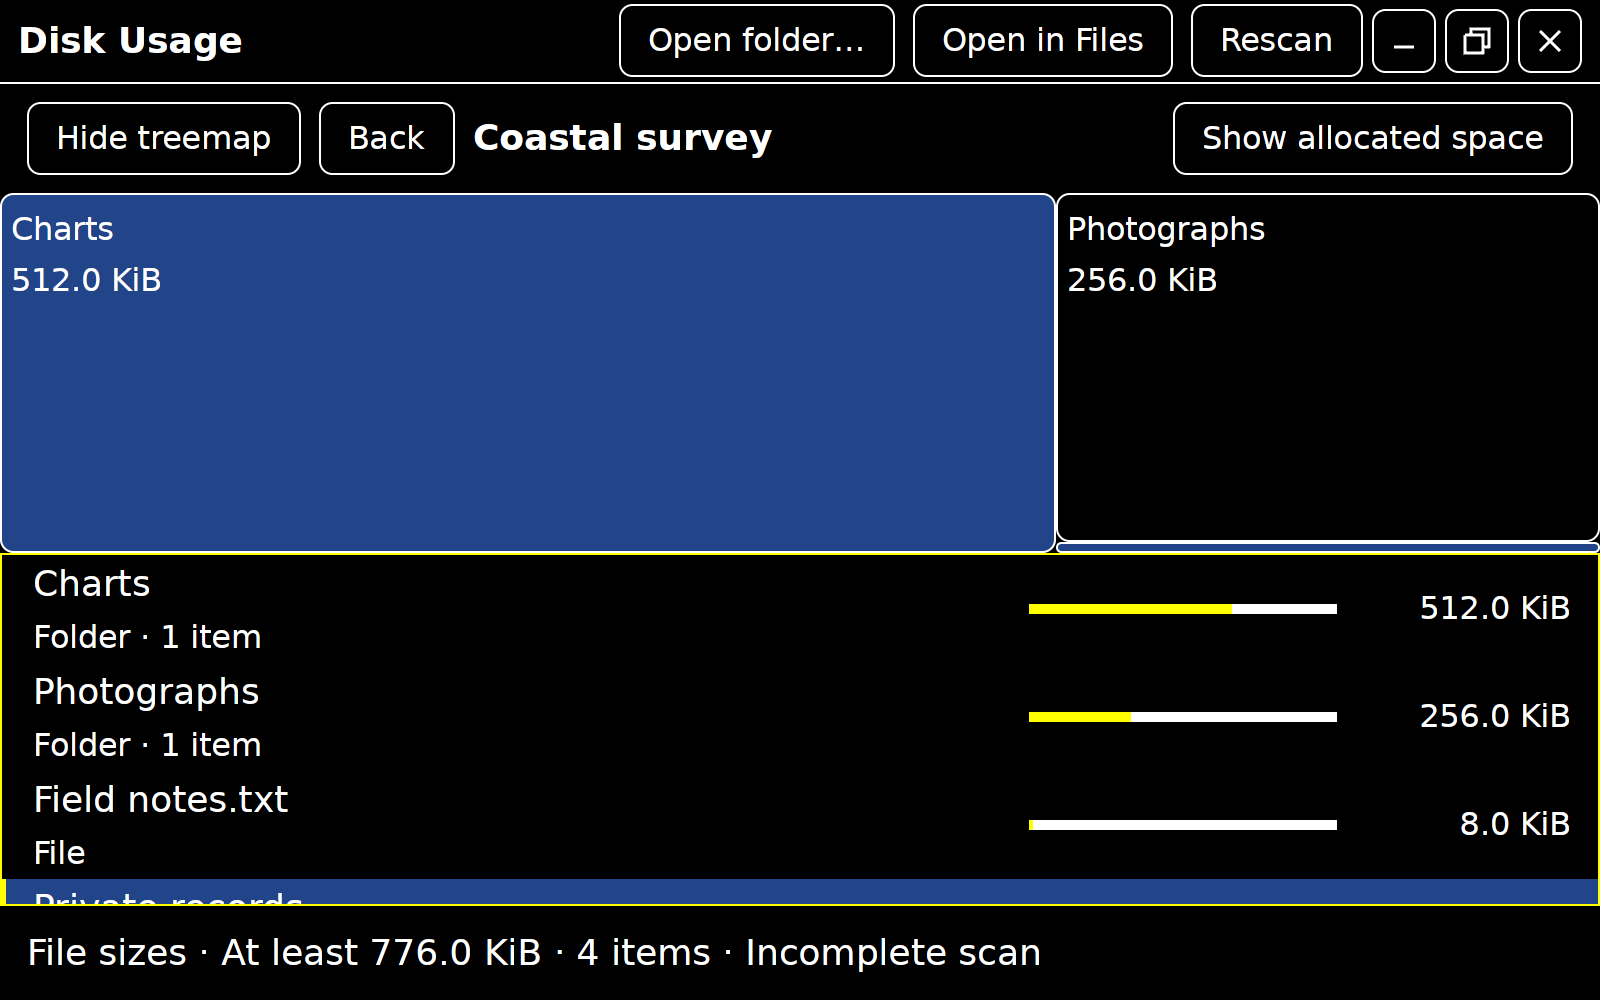 Disk Usage
Open folder…
Open in Files
Rescan
Hide treemap
Back
Coastal survey
Show allocated space
Charts
512.0 KiB
Photographs
256.0 KiB
Charts
512.0 KiB
Folder · 1 item
Photographs
256.0 KiB
Folder · 1 item
Field notes.txt
8.0 KiB
File
Private records
File sizes · At least 776.0 KiB · 4 items · Incomplete scan